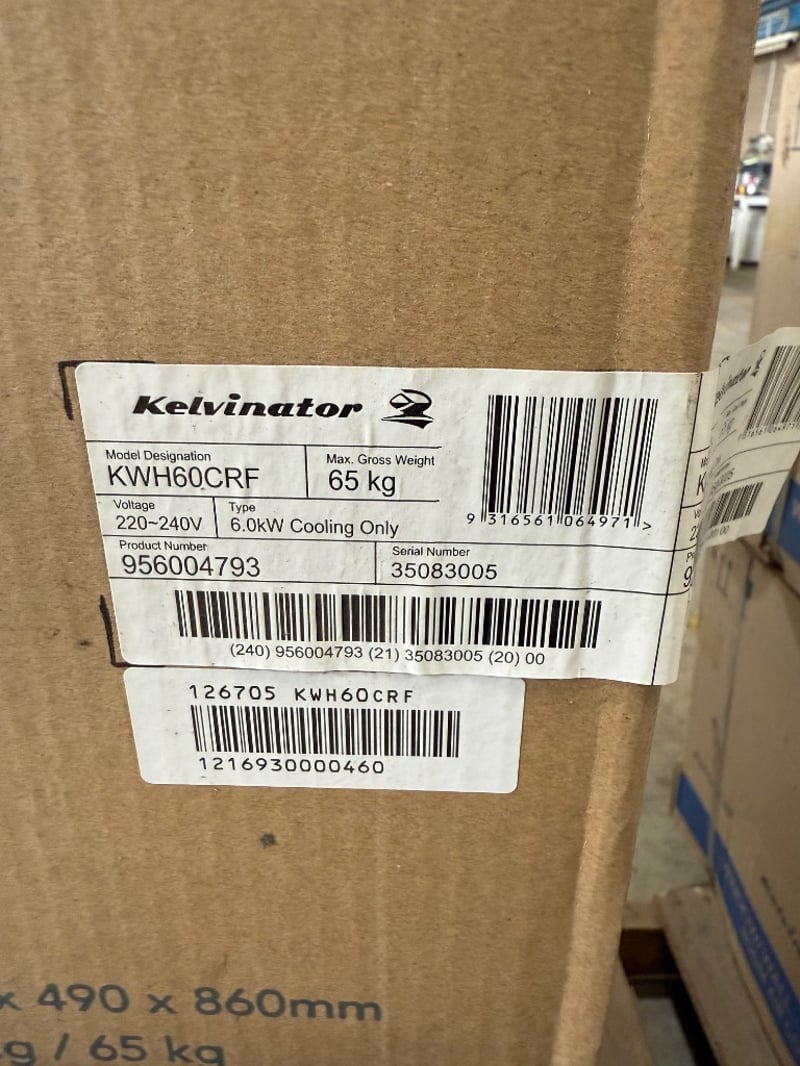 Kelvinator
Model Designation
KWH60CRF
Max. Gross Weight
65 kg
Voltage
220~240V
Type
6.0kW Cooling Only
9 316561 064971 >
Product Number
956004793
Serial Number
35083005
(240) 956004793 (21) 35083005 (20) 00
126705 KWH60CRF
1216930000460
x 490 x 860mm
/ 65 kg